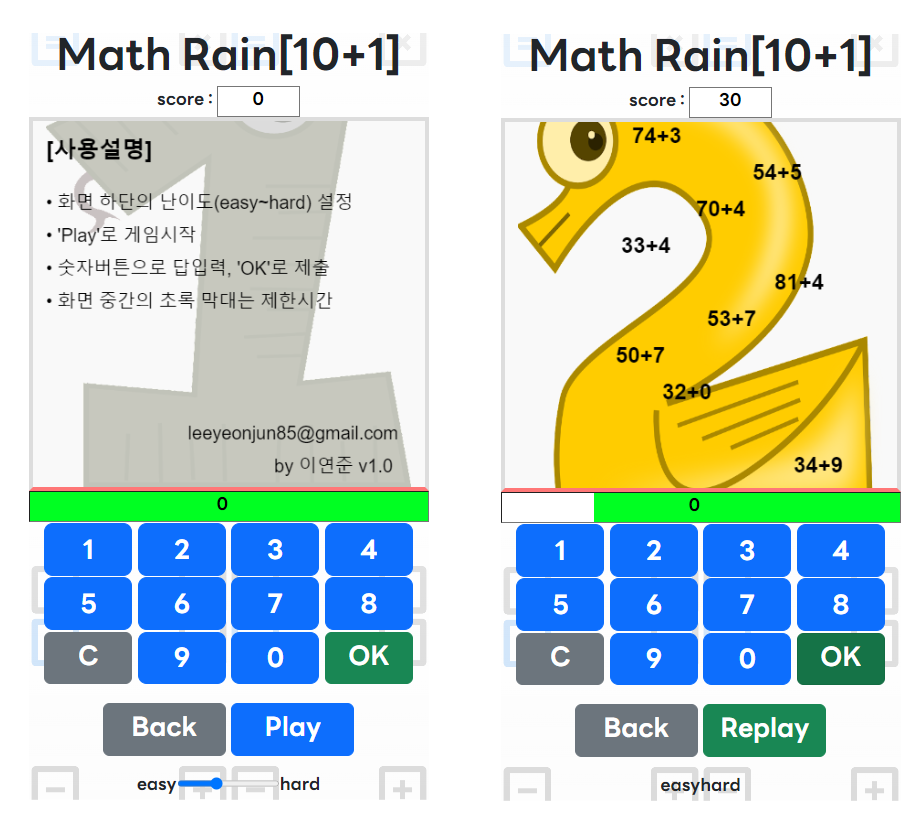 Math Rain[10+1]
score : 0
[사용설명]
• 화면 하단의 난이도(easy~hard) 설정
• 'Play'로 게임시작
• 숫자버튼으로 답입력, 'OK'로 제출
• 화면 중간의 초록 막대는 제한시간
leeyeonjun85@gmail.com
by 이연준 v1.0
0
1 2 3 4
5 6 7 8
C 9 0 OK
Back Play
easy hard
Math Rain[10+1]
score : 30
74+3
54+5
70+4
33+4
81+4
53+7
50+7
32+0
34+9
0
1 2 3 4
5 6 7 8
C 9 0 OK
Back Replay
easyhard